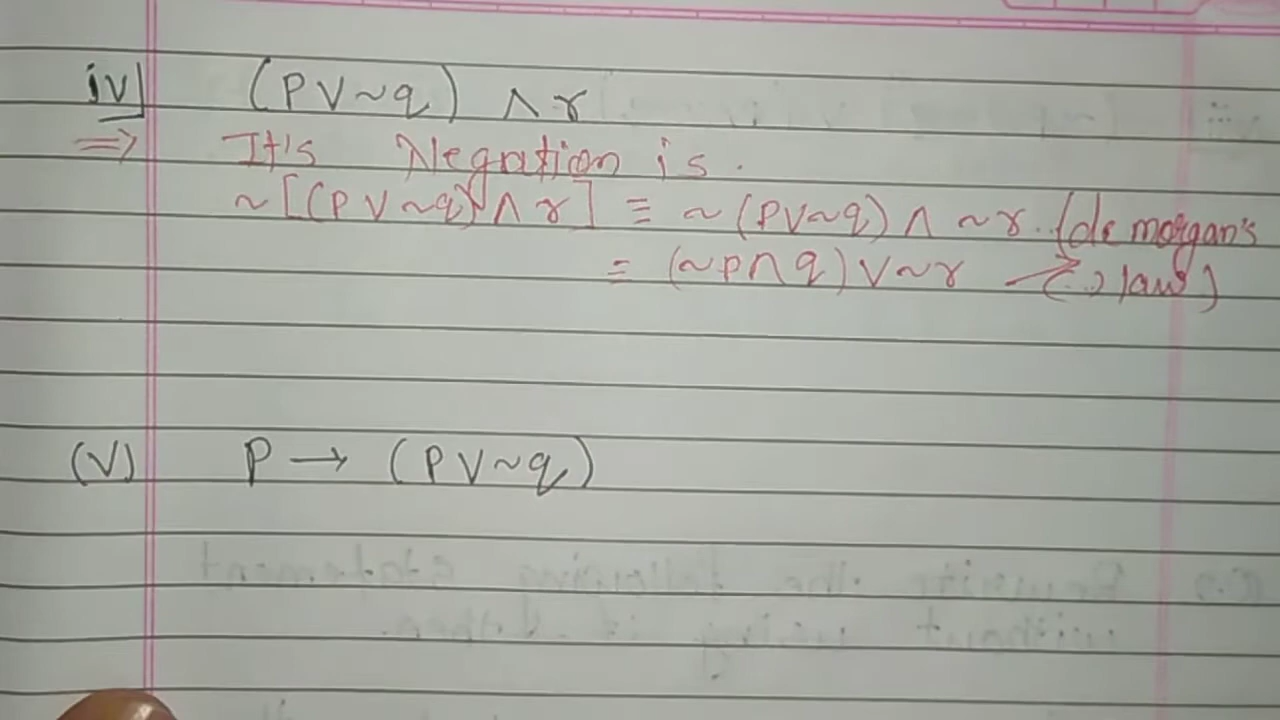 iv] (P V ~ q) ∧ r
⇒ It's Negation is.
~ [(P V ~q) ∧ r] ≡ ~ (P V ~q) ∧ ~ r. (de morgan's
= (~P ∩ q) V ~ r law)
(V) P → (P V ~ q)